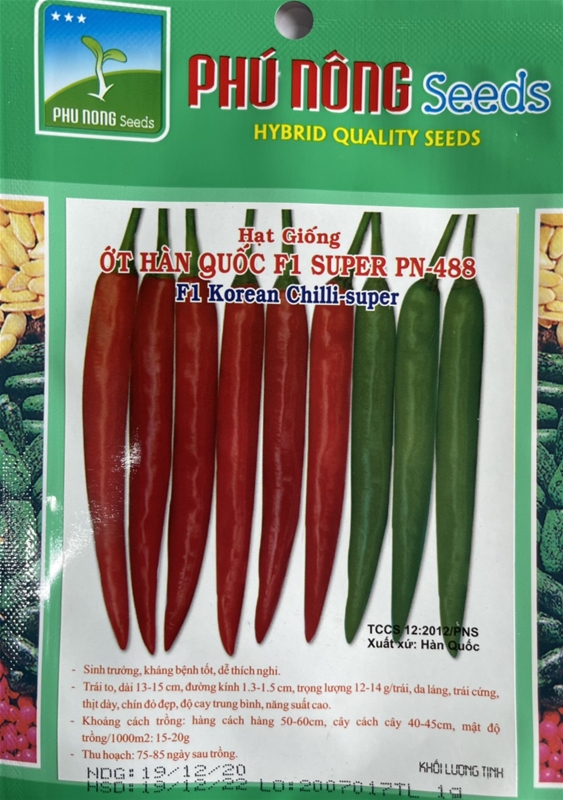 PHU NONG Seeds
PHÚ NÔNG Seeds
HYBRID QUALITY SEEDS
Hạt Giống
ỚT HÀN QUỐC F1 SUPER PN-488
F1 Korean Chilli-super
TCCS 12:2012/PNS
Xuất xứ: Hàn Quốc
- Sinh trưởng, kháng bệnh tốt, dễ thích nghi.
- Trái to, dài 13-15 cm, đường kính 1.3-1.5 cm, trọng lượng 12-14 g/trái, da láng, trái cứng,
thịt dày, chín đỏ đẹp, độ cay trung bình, năng suất cao.
- Khoảng cách trồng: hàng cách hàng 50-60cm, cây cách cây 40-45cm, mật độ
trồng/1000m2: 15-20g
- Thu hoạch: 75-85 ngày sau trồng.
NDG: 19/12/20
KHỐI LƯỢNG TỊNH
HSD: 19/12/22 LO: 2007017TL 1g